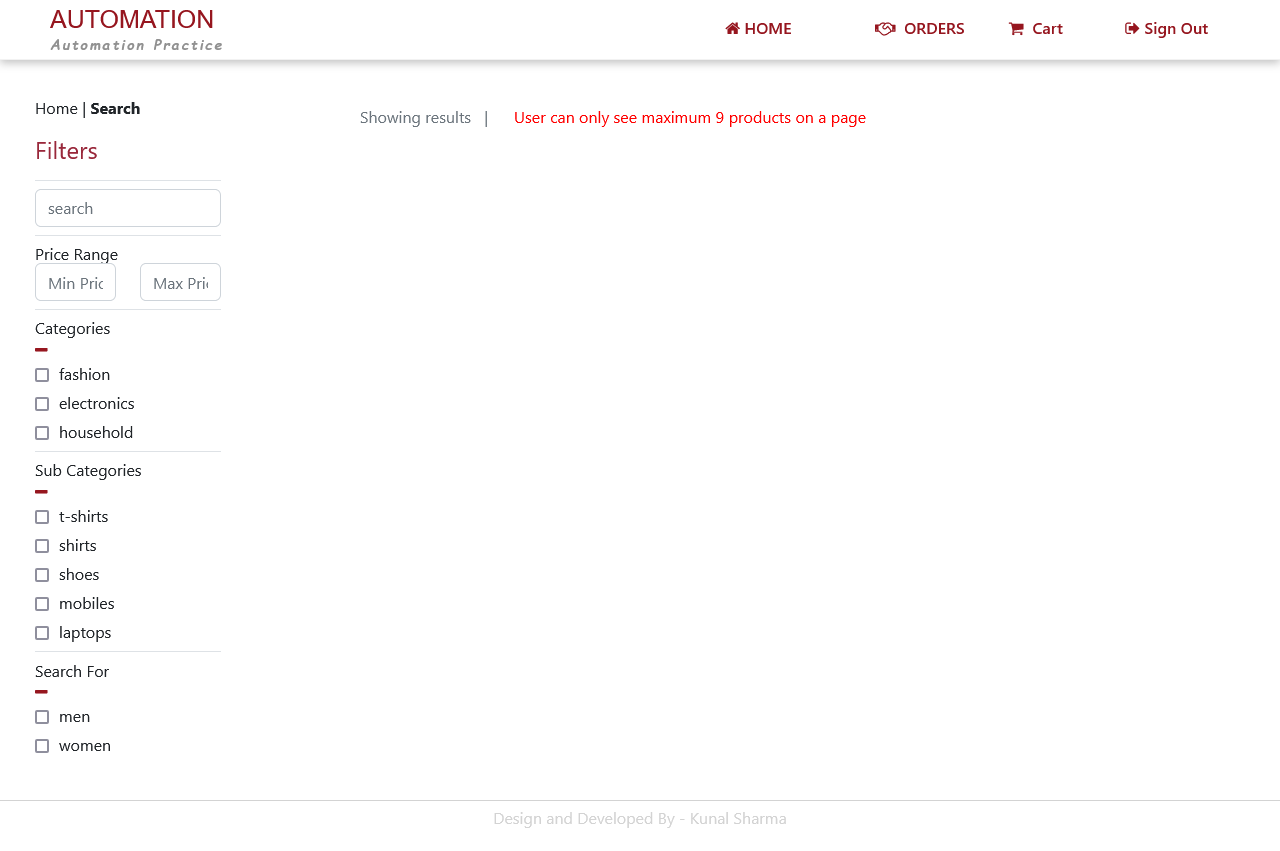 AUTOMATION
Automation Practice
HOME
ORDERS
Cart
Sign Out
Home | Search
Showing results |
User can only see maximum 9 products on a page
Filters
search
Price Range
Min Pric
Max Pri
Categories
fashion
electronics
household
Sub Categories
t-shirts
shirts
shoes
mobiles
laptops
Search For
men
women
Design and Developed By - Kunal Sharma